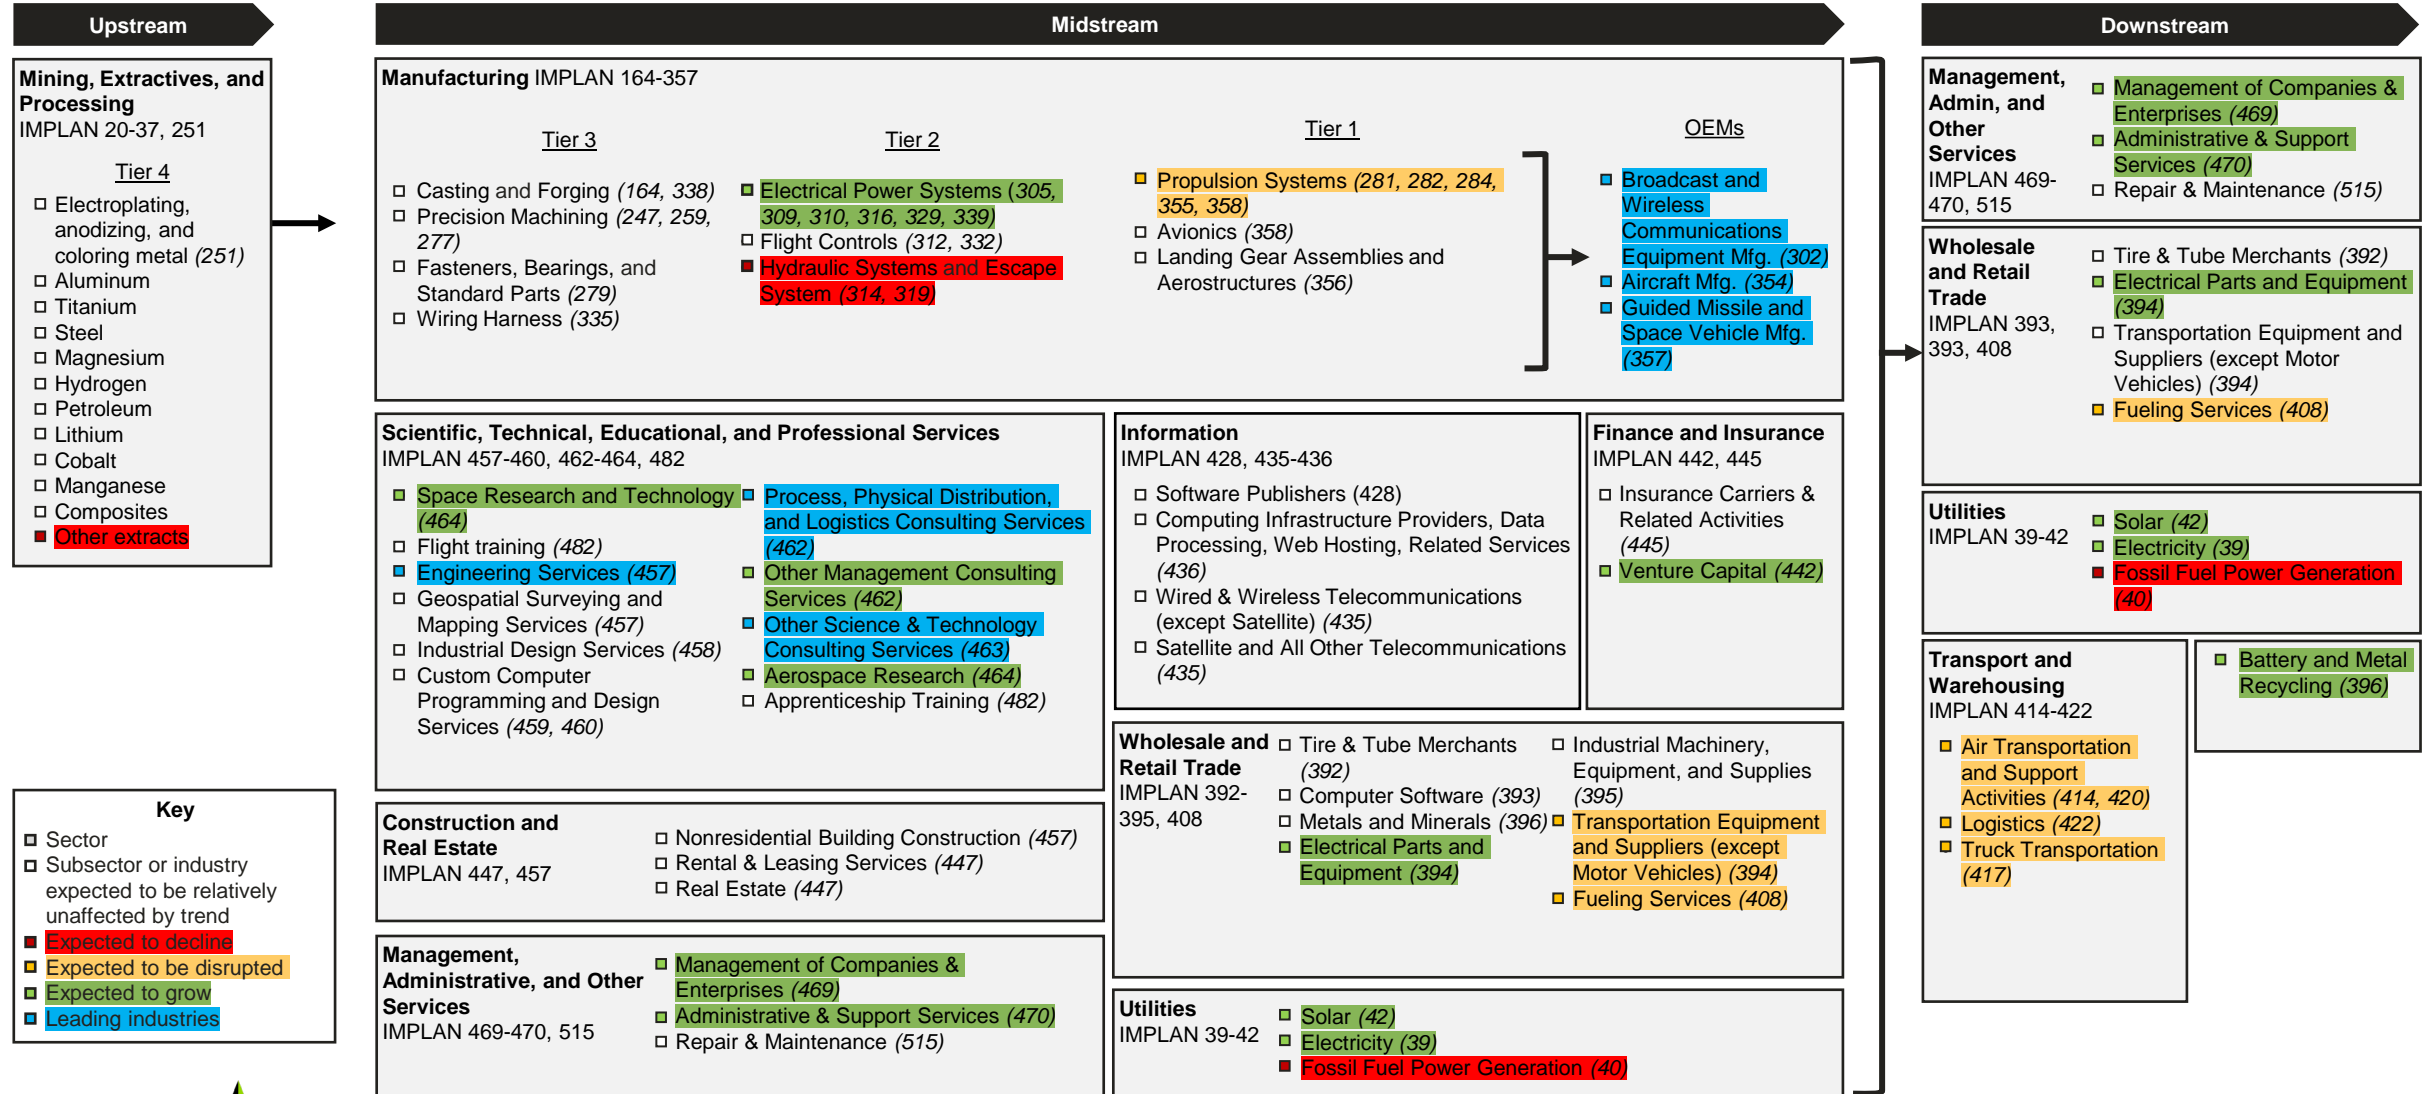 Upstream
Midstream
Downstream
Mining, Extractives, and
Processing
IMPLAN 20-37, 251
Tier 4
Electroplating,
anodizing, and
coloring metal (251)
Aluminum
Titanium
Steel
Magnesium
Hydrogen
Petroleum
Lithium
Cobalt
Manganese
Composites
Other extracts
Key
Sector
Subsector or industry
expected to be relatively
unaffected by trend
Expected to decline
Expected to be disrupted
Expected to grow
Leading industries
Manufacturing IMPLAN 164-357
Tier 3
Casting and Forging (164, 338)
Precision Machining (247, 259,
277)
Fasteners, Bearings, and
Standard Parts (279)
Wiring Harness (335)
Tier 2
Electrical Power Systems (305,
309, 310, 316, 329, 339)
Flight Controls (312, 332)
Hydraulic Systems and Escape
System (314, 319)
Tier 1
Propulsion Systems (281, 282, 284,
355, 358)
Avionics (358)
Landing Gear Assemblies and
Aerostructures (356)
OEMs
Broadcast and
Wireless
Communications
Equipment Mfg. (302)
Aircraft Mfg. (354)
Guided Missile and
Space Vehicle Mfg.
(357)
Scientific, Technical, Educational, and Professional Services
IMPLAN 457-460, 462-464, 482
Space Research and Technology
(464)
Flight training (482)
Engineering Services (457)
Geospatial Surveying and
Mapping Services (457)
Industrial Design Services (458)
Custom Computer
Programming and Design
Services (459, 460)
Process, Physical Distribution,
and Logistics Consulting Services
(462)
Other Management Consulting
Services (462)
Other Science & Technology
Consulting Services (463)
Aerospace Research (464)
Apprenticeship Training (482)
Information
IMPLAN 428, 435-436
Software Publishers (428)
Computing Infrastructure Providers, Data
Processing, Web Hosting, Related Services
(436)
Wired & Wireless Telecommunications
(except Satellite) (435)
Satellite and All Other Telecommunications
(435)
Finance and Insurance
IMPLAN 442, 445
Insurance Carriers &
Related Activities
(445)
Venture Capital (442)
Construction and
Real Estate
IMPLAN 447, 457
Nonresidential Building Construction (457)
Rental & Leasing Services (447)
Real Estate (447)
Wholesale and
Retail Trade
IMPLAN 392-
395, 408
Tire & Tube Merchants
(392)
Computer Software (393)
Metals and Minerals (396)
Electrical Parts and
Equipment (394)
Industrial Machinery,
Equipment, and Supplies
(395)
Transportation Equipment
and Suppliers (except
Motor Vehicles) (394)
Fueling Services (408)
Management,
Administrative, and Other
Services
IMPLAN 469-470, 515
Management of Companies &
Enterprises (469)
Administrative & Support Services (470)
Repair & Maintenance (515)
Utilities
IMPLAN 39-42
Solar (42)
Electricity (39)
Fossil Fuel Power Generation (40)
Management,
Admin, and
Other
Services
IMPLAN 469-
470, 515
Management of Companies &
Enterprises (469)
Administrative & Support
Services (470)
Repair & Maintenance (515)
Wholesale
and Retail
Trade
IMPLAN 393,
393, 408
Tire & Tube Merchants (392)
Electrical Parts and Equipment
(394)
Transportation Equipment and
Suppliers (except Motor
Vehicles) (394)
Fueling Services (408)
Utilities
IMPLAN 39-42
Solar (42)
Electricity (39)
Fossil Fuel Power Generation
(40)
Transport and
Warehousing
IMPLAN 414-422
Air Transportation
and Support
Activities (414, 420)
Logistics (422)
Truck Transportation
(417)
Battery and Metal
Recycling (396)